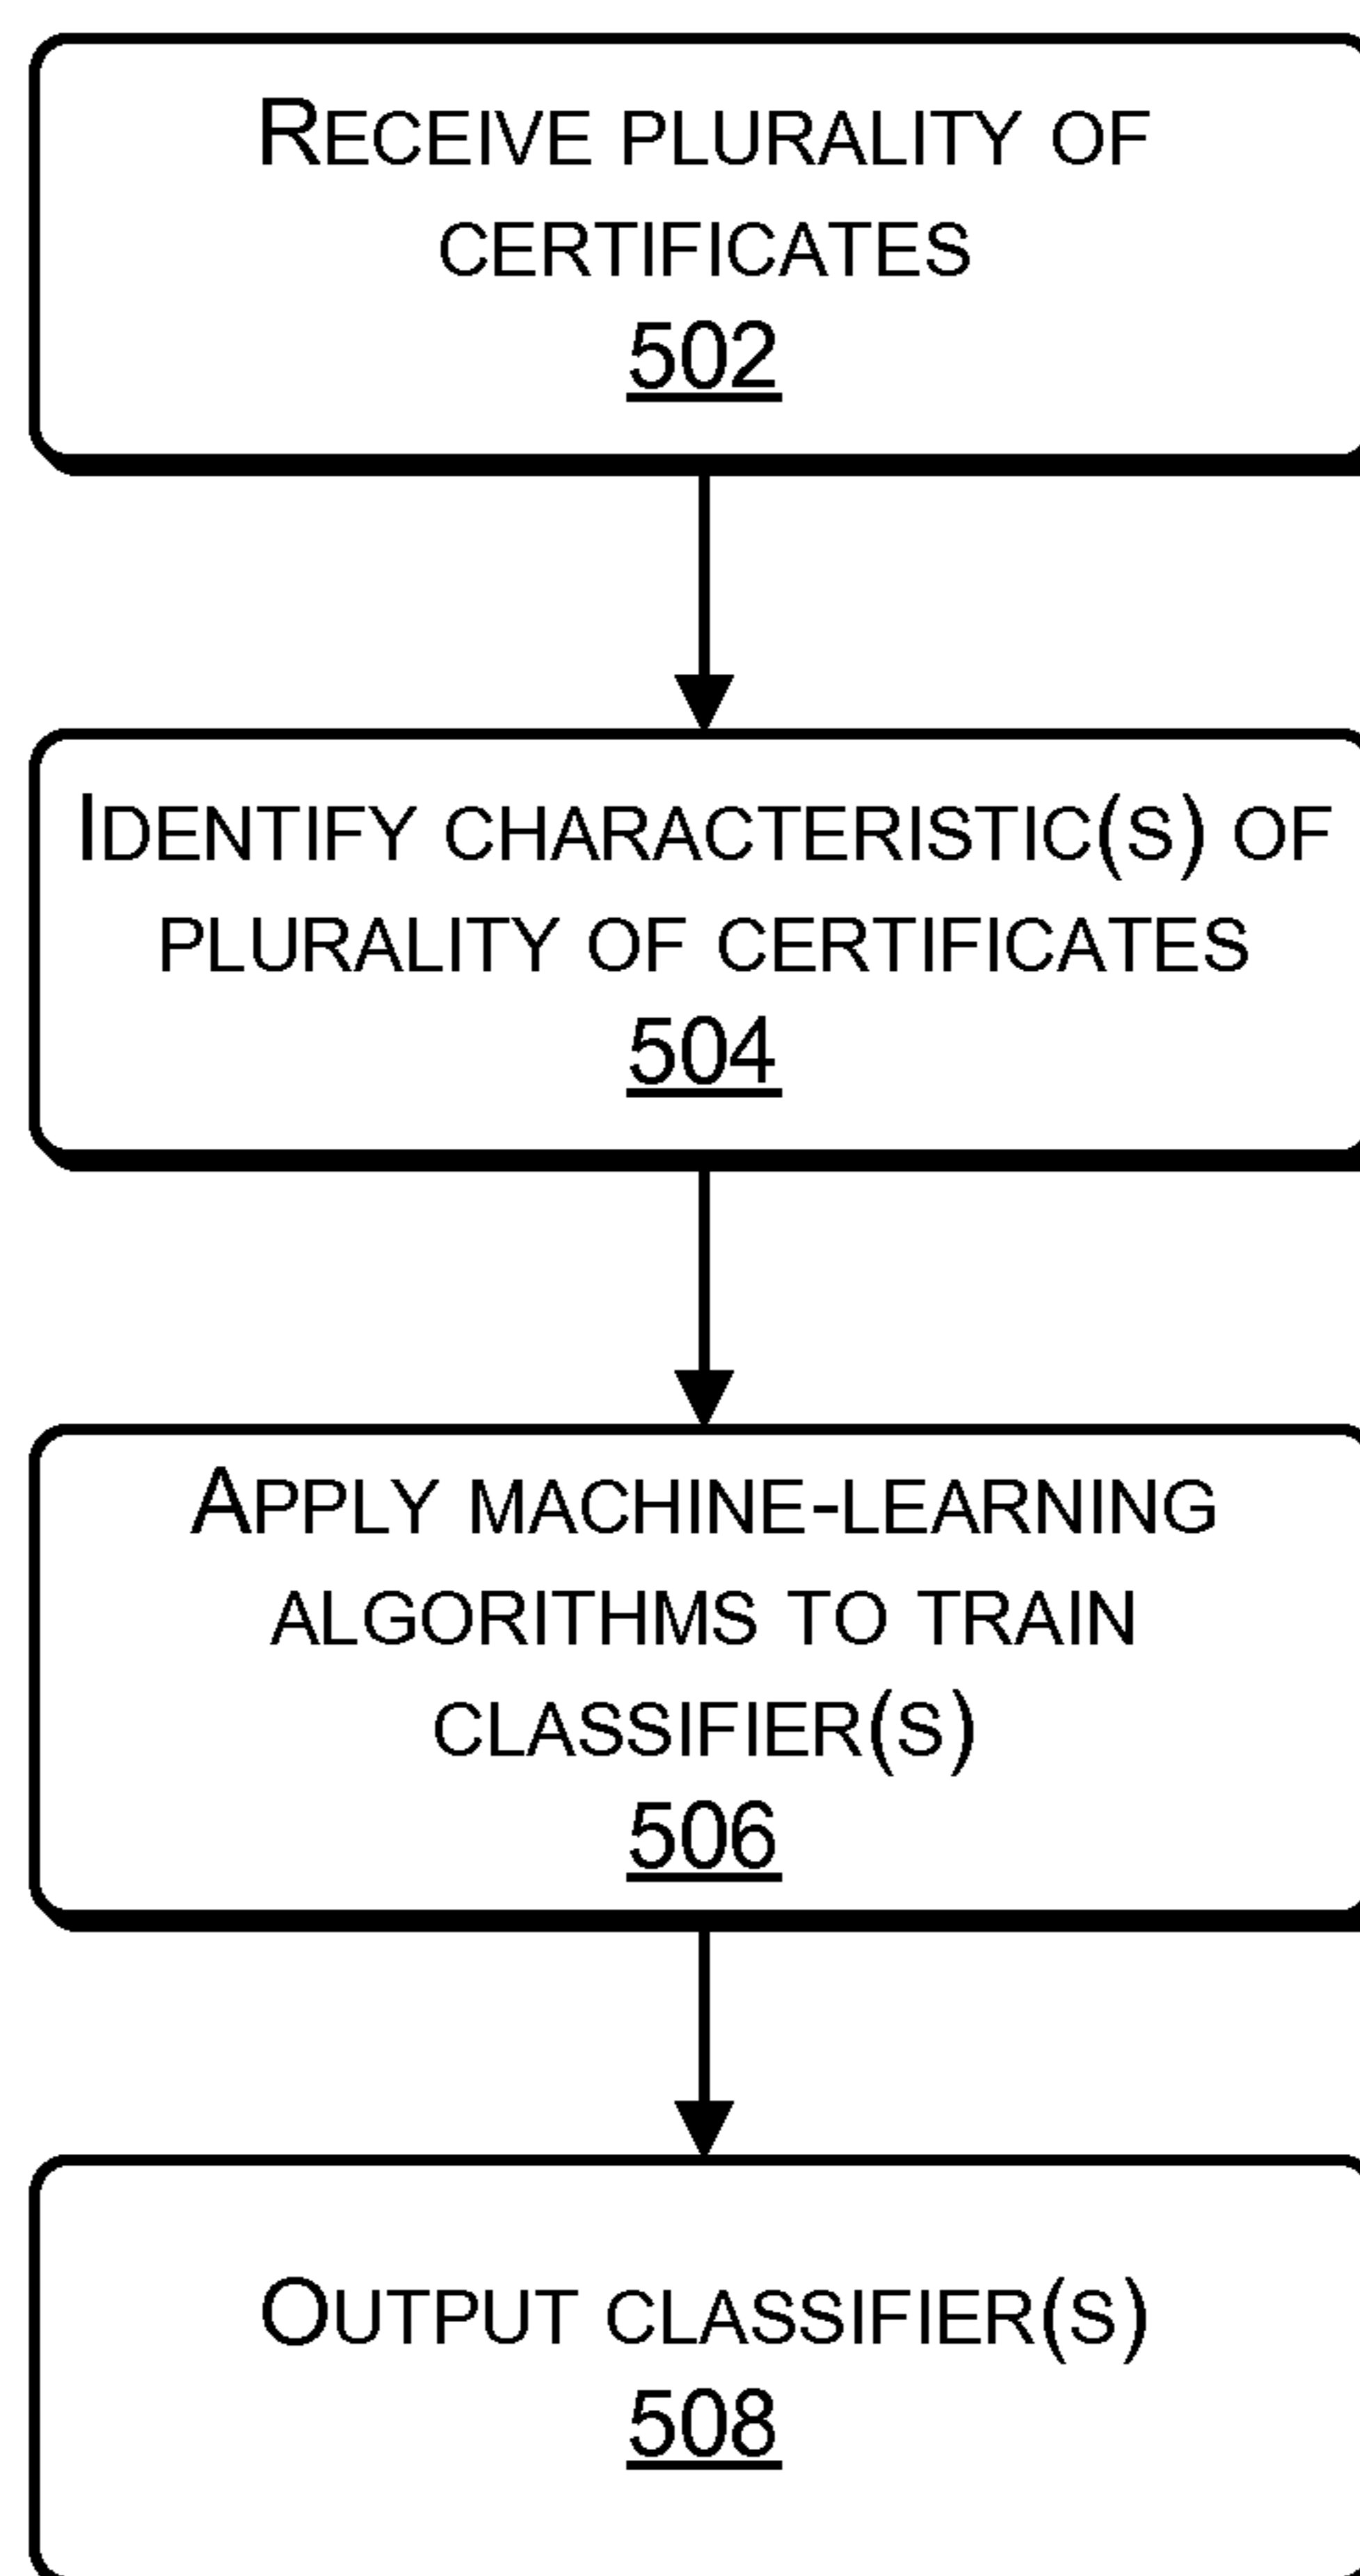 RECEIVE PLURALITY OF
CERTIFICATES
502
IDENTIFY CHARACTERISTIC(S) OF
PLURALITY OF CERTIFICATES
504
APPLY MACHINE-LEARNING
ALGORITHMS TO TRAIN
CLASSIFIER(S)
506
OUTPUT CLASSIFIER(S)
508